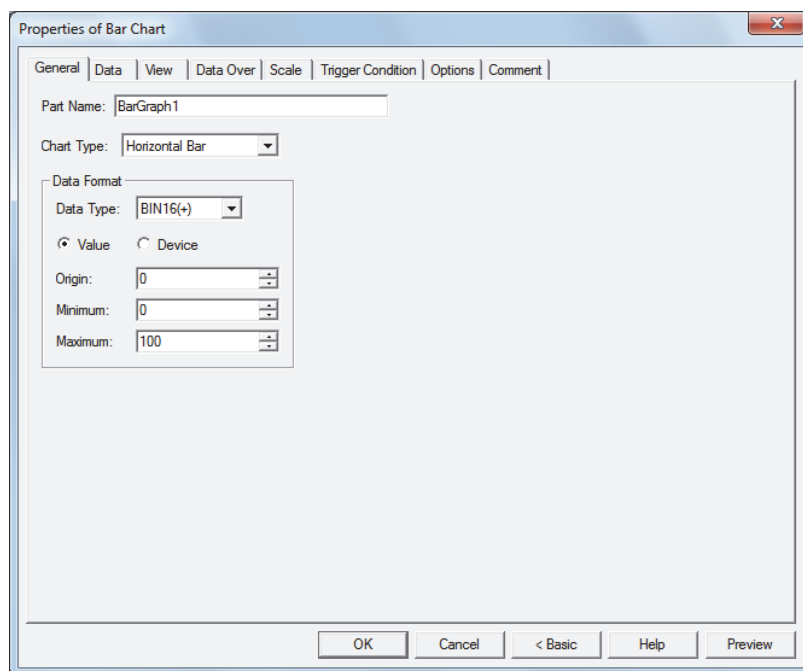 Properties of Bar Chart
General Data View Data Over Scale Trigger Condition Options Comment
Part Name: BarGraph1
Chart Type: Horizontal Bar
Data Format
Data Type: BIN16(+)
Value Device
Origin: 0
Minimum: 0
Maximum: 100
OK Cancel < Basic Help Preview